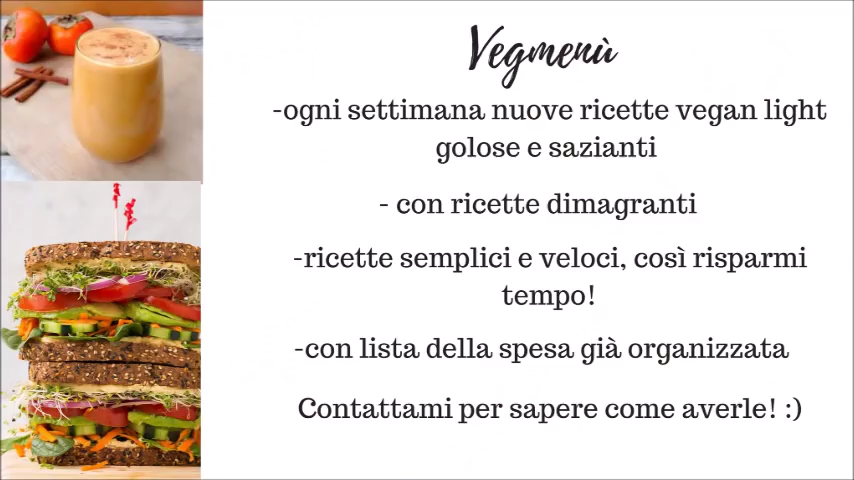 Vegmenù
-ogni settimana nuove ricette vegan light
golose e sazianti
- con ricette dimagranti
-ricette semplici e veloci, così risparmi
tempo!
-con lista della spesa già organizzata
Contattami per sapere come averle! :)